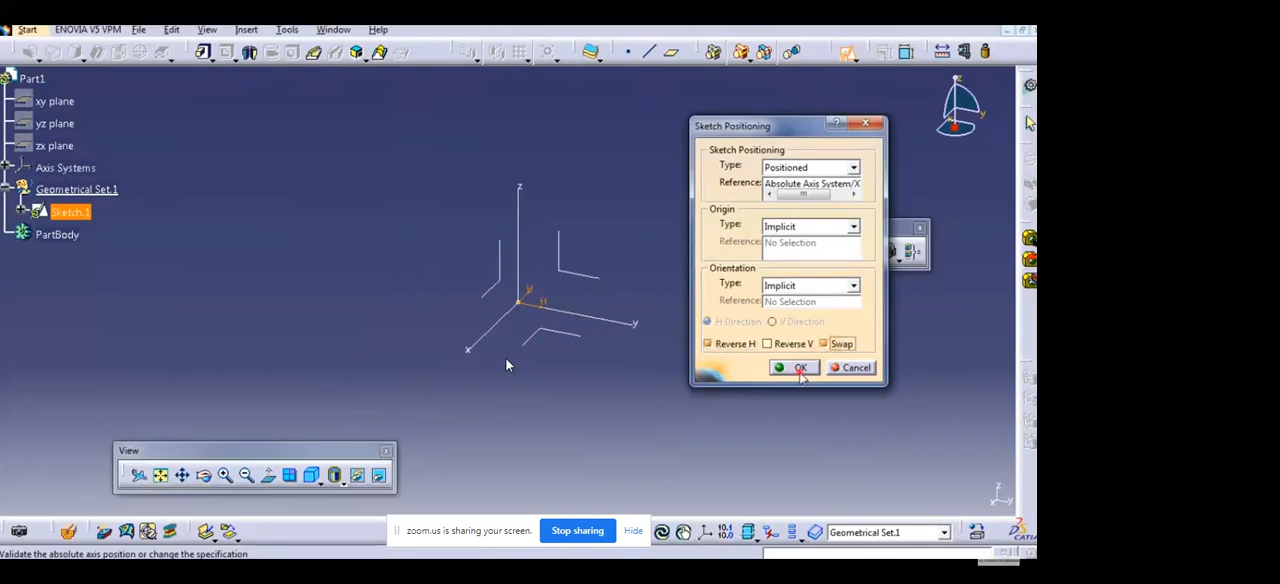 Start ENOVIA V5 VPM File Edit View Insert Tools Window Help
Part1
xy plane
yz plane
zx plane
Axis Systems
Geometrical Set.1
Sketch.1
PartBody
z
y
x
H
z
y
Sketch Positioning
Sketch Positioning
Type: Positioned
Reference: Absolute Axis System/X
Origin
Type: Implicit
Reference: No Selection
Orientation
Type: Implicit
Reference: No Selection
H Direction V Direction
Reverse H Reverse V Swap
OK Cancel
View
zoom.us is sharing your screen. Stop sharing Hide
10.1
10.0
Geometrical Set.1
z
y
Validate the absolute axis position or change the specification